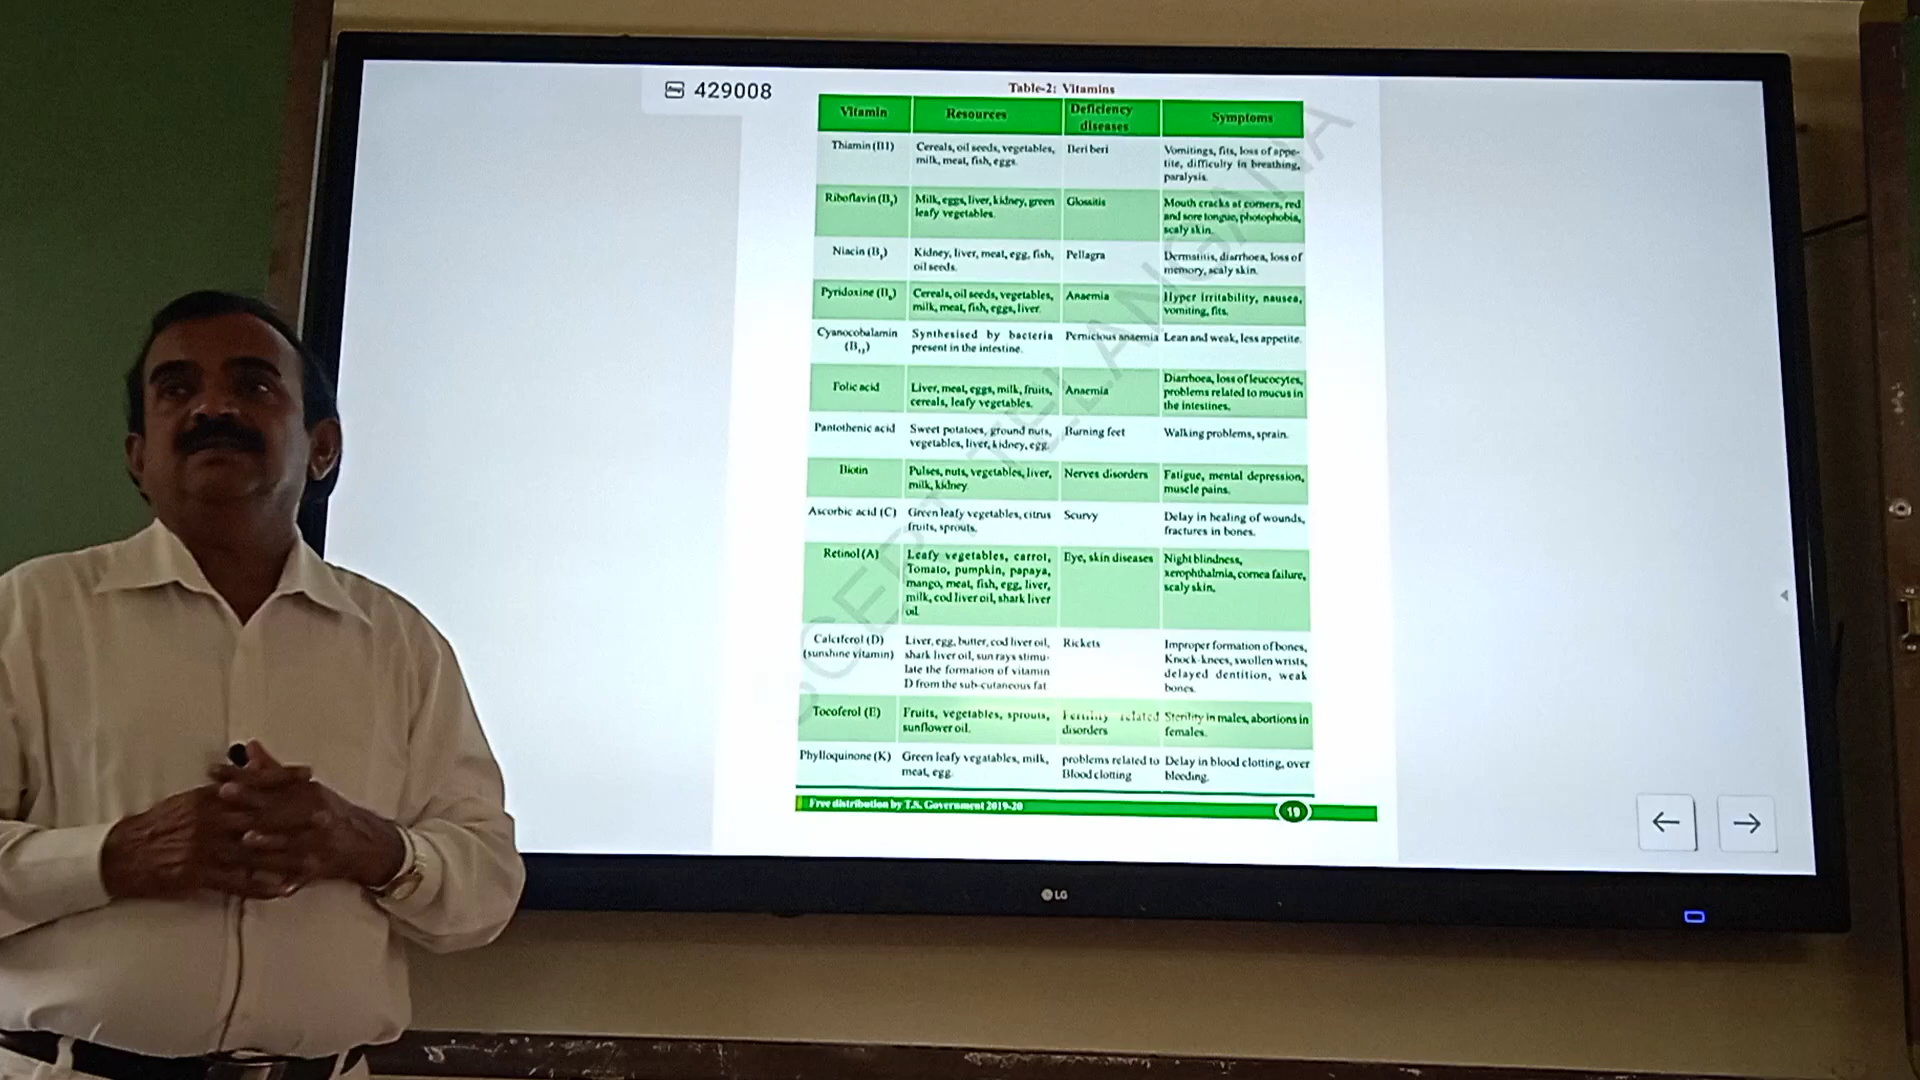 429008
Table-2: Vitamins
Vitamin Resources Deficiency diseases Symptoms
Thiamin (B1) Cereals, oil seeds, vegetables, milk, meat, fish, eggs. Beri beri Vomitings, fits, loss of appe-
tite, difficulty in breathing, paralysis.
Riboflavin (B2) Milk, eggs, liver, kidney, green leafy vegetables. Glossitis Mouth cracks at corners, red and sore tongue, photophobia, scaly skin.
Niacin (B3) Kidney, liver, meat, egg, fish, oil seeds. Pellagra Dermatitis, diarrhoea, loss of memory, scaly skin.
Pyridoxine (B6) Cereals, oil seeds, vegetables, milk, meat, fish, eggs, liver. Anaemia Hyper irritability, nausea, vomiting, fits.
Cyanocobalamin (B12) Synthesised by bacteria present in the intestine. Pernicious anaemia Lean and weak, less appetite.
Folic acid Liver, meat, eggs, milk, fruits, cereals, leafy vegetables. Anaemia Diarrhoea, loss of leucocytes, problems related to mucus in the intestines.
Pantothenic acid Sweet potatoes, ground nuts, vegetables, liver, kidney, egg. Burning feet Walking problems, sprain.
Biotin Pulses, nuts, vegetables, liver, milk, kidney. Nerves disorders Fatigue, mental depression, muscle pains.
Ascorbic acid (C) Green leafy vegetables, citrus fruits, sprouts. Scurvy Delay in healing of wounds, fractures in bones.
Retinol (A) Leafy vegetables, carrot, Tomato, pumpkin, papaya, mango, meat, fish, egg, liver, milk, cod liver oil, shark liver oil. Eye, skin diseases Night blindness, xerophthalmia, cornea failure, scaly skin.
Calciferol (D) (sunshine vitamin) Liver, egg, butter, cod liver oil, shark liver oil, sun rays stimu-
late the formation of vitamin D from the sub-cutaneous fat Rickets Improper formation of bones, Knock-knees, swollen wrists, delayed dentition, weak bones.
Tocoferol (E) Fruits, vegetables, sprouts, sunflower oil. Fertility related disorders Sterility in males, abortions in females.
Phylloquinone (K) Green leafy vegatables, milk, meat, egg. problems related to Blood clotting Delay in blood clotting, over bleeding.
Free distribution by T.S. Government 2019-20 19
SCERT TELANGANA
LG